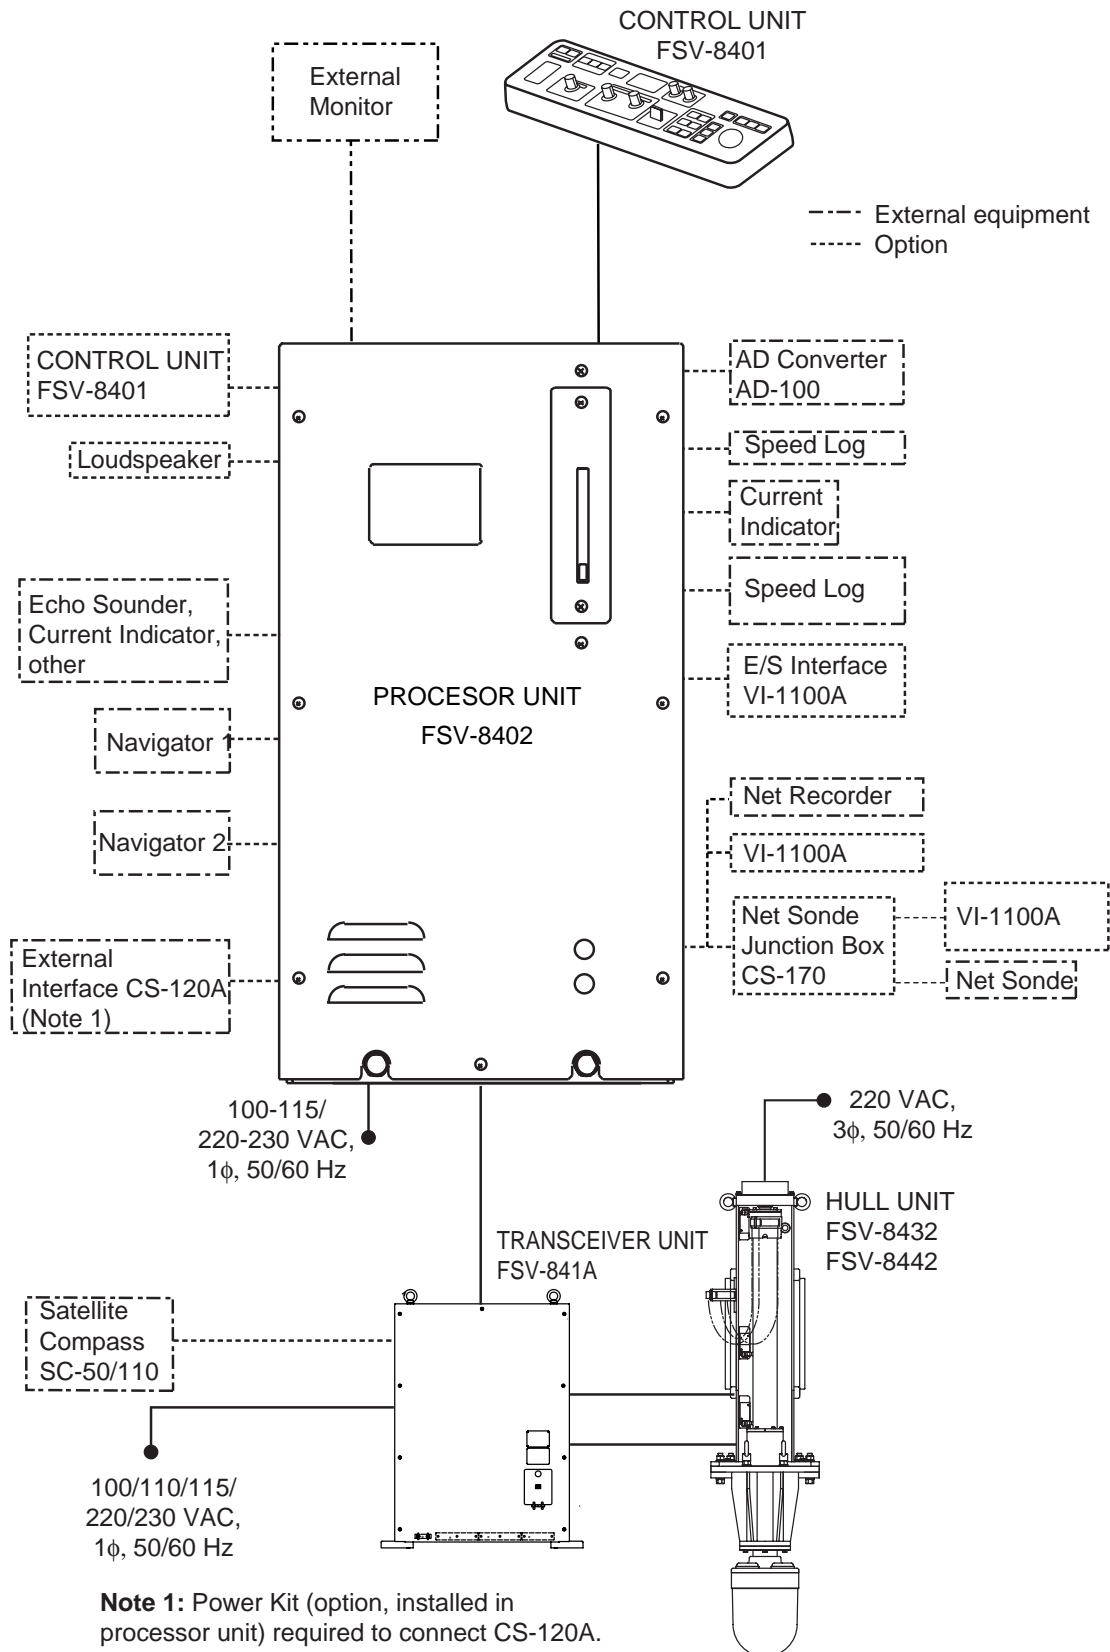 CONTROL UNIT
FSV-8401
External
Monitor
External equipment
Option
CONTROL UNIT
FSV-8401
AD Converter
AD-100
Loudspeaker
Speed Log
Current
Indicator
Echo Sounder,
Current Indicator,
other
Speed Log
E/S Interface
VI-1100A
PROCESOR UNIT
FSV-8402
Navigator 1
Navigator 2
Net Recorder
VI-1100A
Net Sonde
Junction Box
CS-170
VI-1100A
Net Sonde
External
Interface CS-120A
(Note 1)
100-115/
220-230 VAC,
1ϕ, 50/60 Hz
220 VAC,
3ϕ, 50/60 Hz
HULL UNIT
FSV-8432
FSV-8442
TRANSCEIVER UNIT
FSV-841A
Satellite
Compass
SC-50/110
100/110/115/
220/230 VAC,
1ϕ, 50/60 Hz
Note 1: Power Kit (option, installed in
processor unit) required to connect CS-120A.